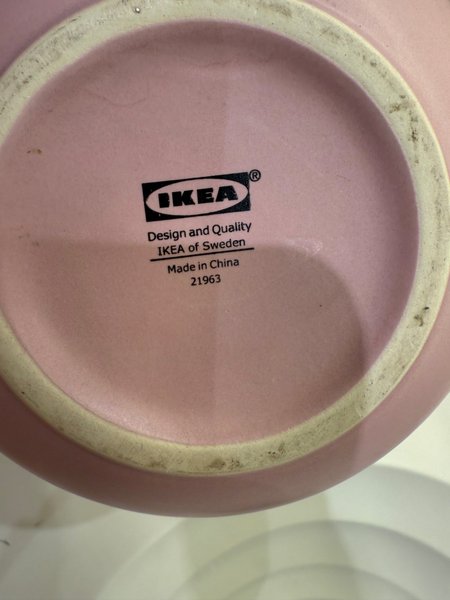 IKEA®
Design and Quality
IKEA of Sweden
Made in China
21963